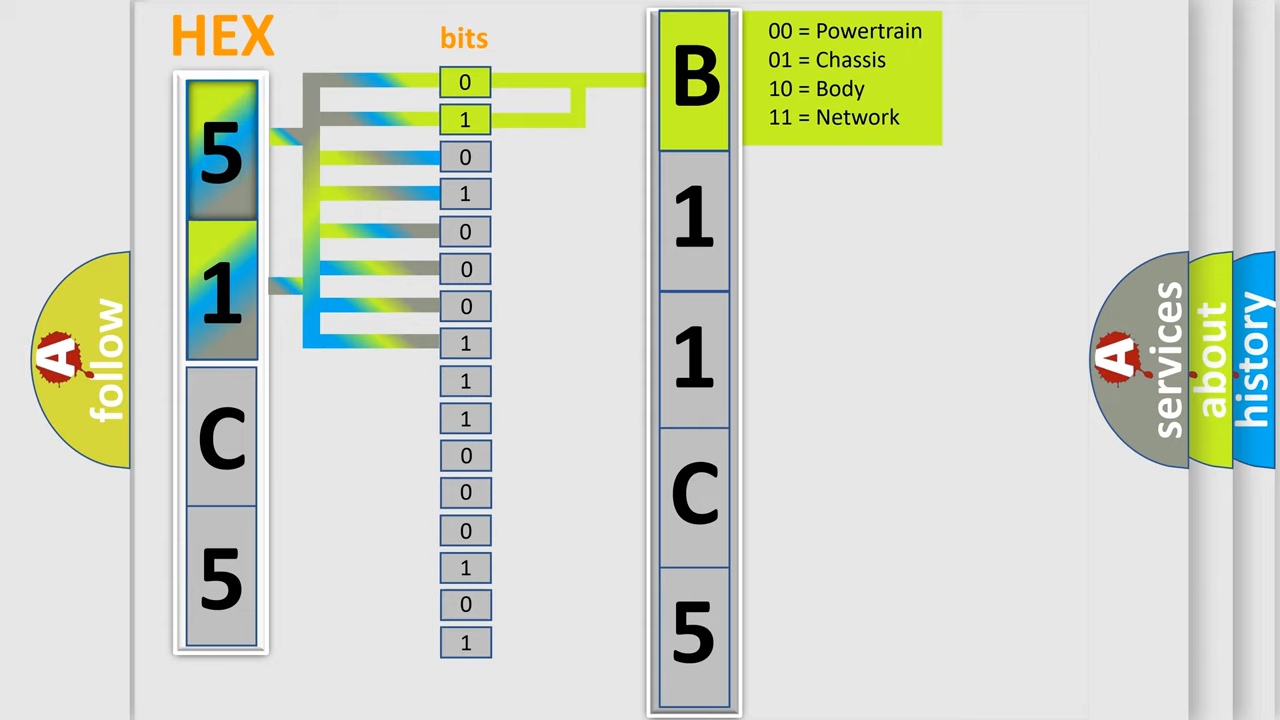 HEX
bits
5
1
C
5
0
1
0
1
0
0
0
1
1
1
0
0
0
1
0
1
B
1
1
C
5
00 = Powertrain
01 = Chassis
10 = Body
11 = Network
A
follow
A
services
about
history